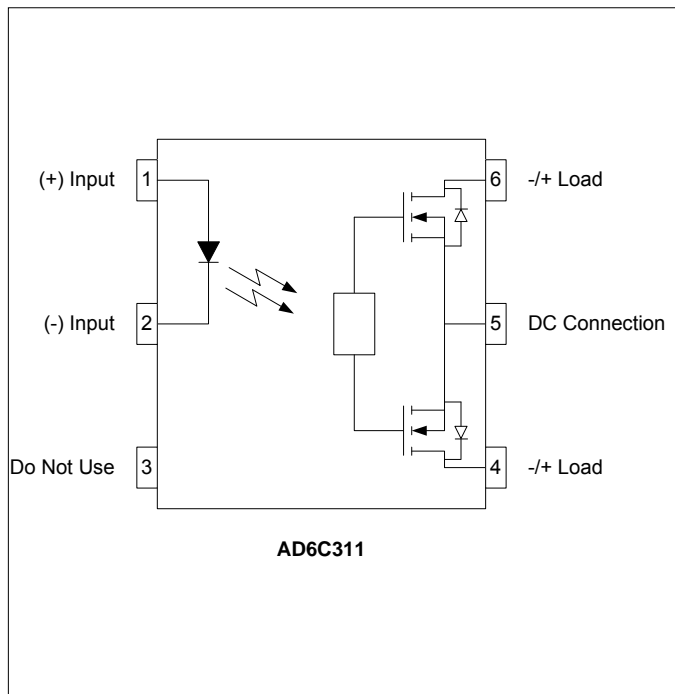 (+) Input 1
6 -/+ Load
(-) Input 2
5 DC Connection
Do Not Use 3
4 -/+ Load
AD6C311